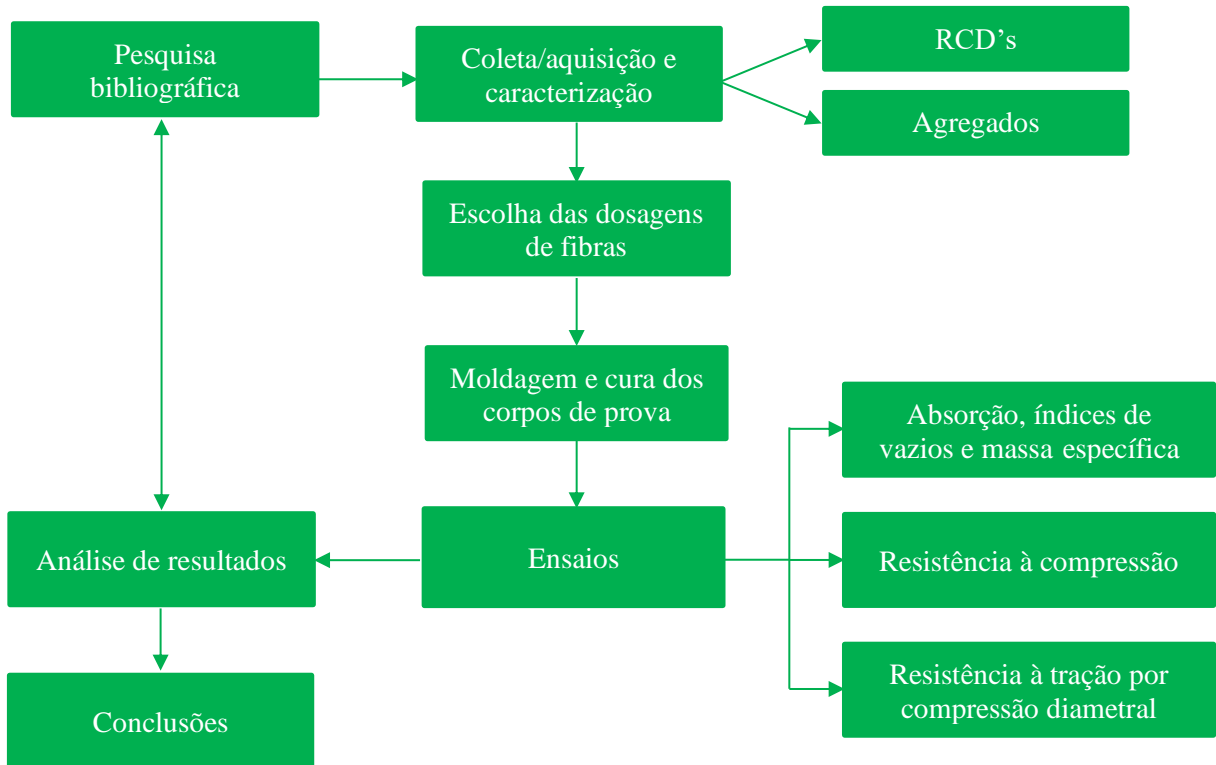 Pesquisa
bibliográfica
Coleta/aquisição e
caracterização
RCD’s
Agregados
Escolha das dosagens
de fibras
Moldagem e cura dos
corpos de prova
Absorção, índices de
vazios e massa específica
Análise de resultados
Ensaios
Resistência à compressão
Resistência à tração por
compressão diametral
Conclusões